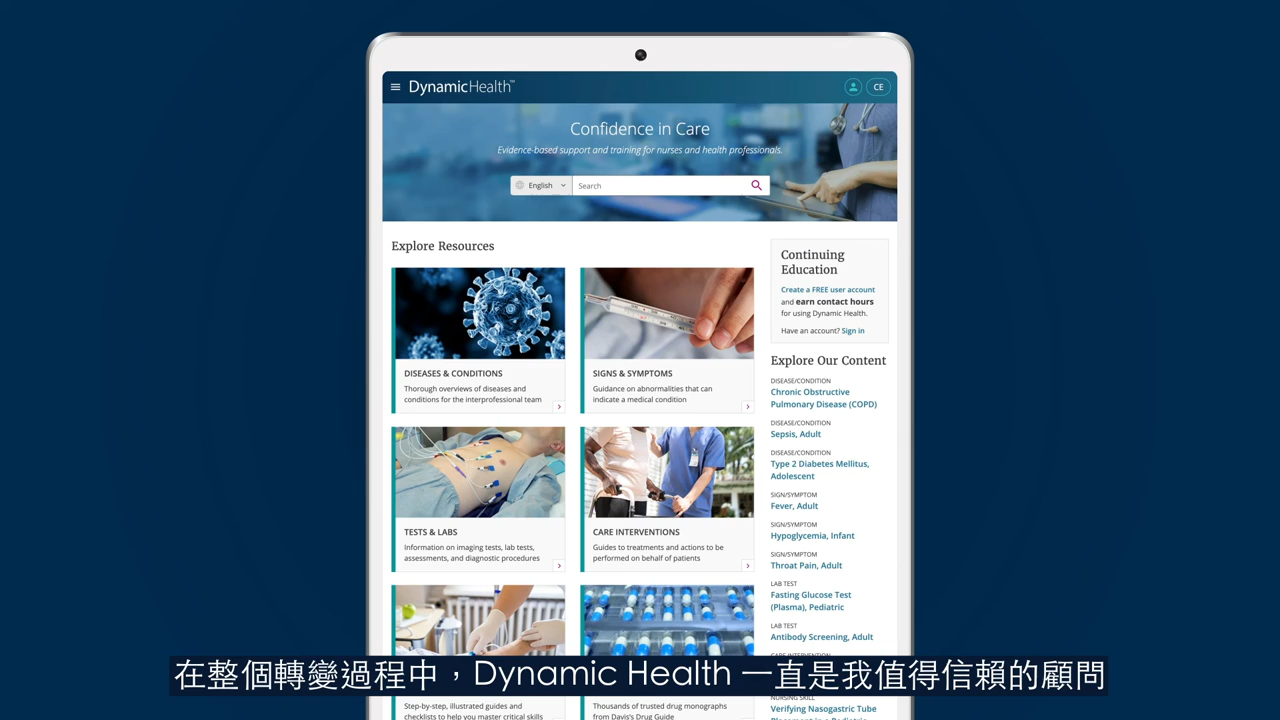 DynamicHealth™
CE
Confidence in Care
Evidence-based support and training for nurses and health professionals.
English
Search
Explore Resources
DISEASES & CONDITIONS
Thorough overviews of diseases and
conditions for the interprofessional team
SIGNS & SYMPTOMS
Guidance on abnormalities that can
indicate a medical condition
TESTS & LABS
Information on imaging tests, lab tests,
assessments, and diagnostic procedures
CARE INTERVENTIONS
Guides to treatments and actions to be
performed on behalf of patients
Step-by-step, illustrated guides and
checklists to help you master critical skills
Thousands of trusted drug monographs
from Davis's Drug Guide
Continuing
Education
Create a FREE user account
and earn contact hours
for using Dynamic Health.
Have an account? Sign in
Explore Our Content
DISEASE/CONDITION
Chronic Obstructive
Pulmonary Disease (COPD)
DISEASE/CONDITION
Sepsis, Adult
DISEASE/CONDITION
Type 2 Diabetes Mellitus,
Adolescent
SIGN/SYMPTOM
Fever, Adult
SIGN/SYMPTOM
Hypoglycemia, Infant
SIGN/SYMPTOM
Throat Pain, Adult
LAB TEST
Fasting Glucose Test
(Plasma), Pediatric
LAB TEST
Antibody Screening, Adult
NURSING SKILL
Verifying Nasogastric Tube
在整個轉變過程中，Dynamic Health 一直是我值得信賴的顧問